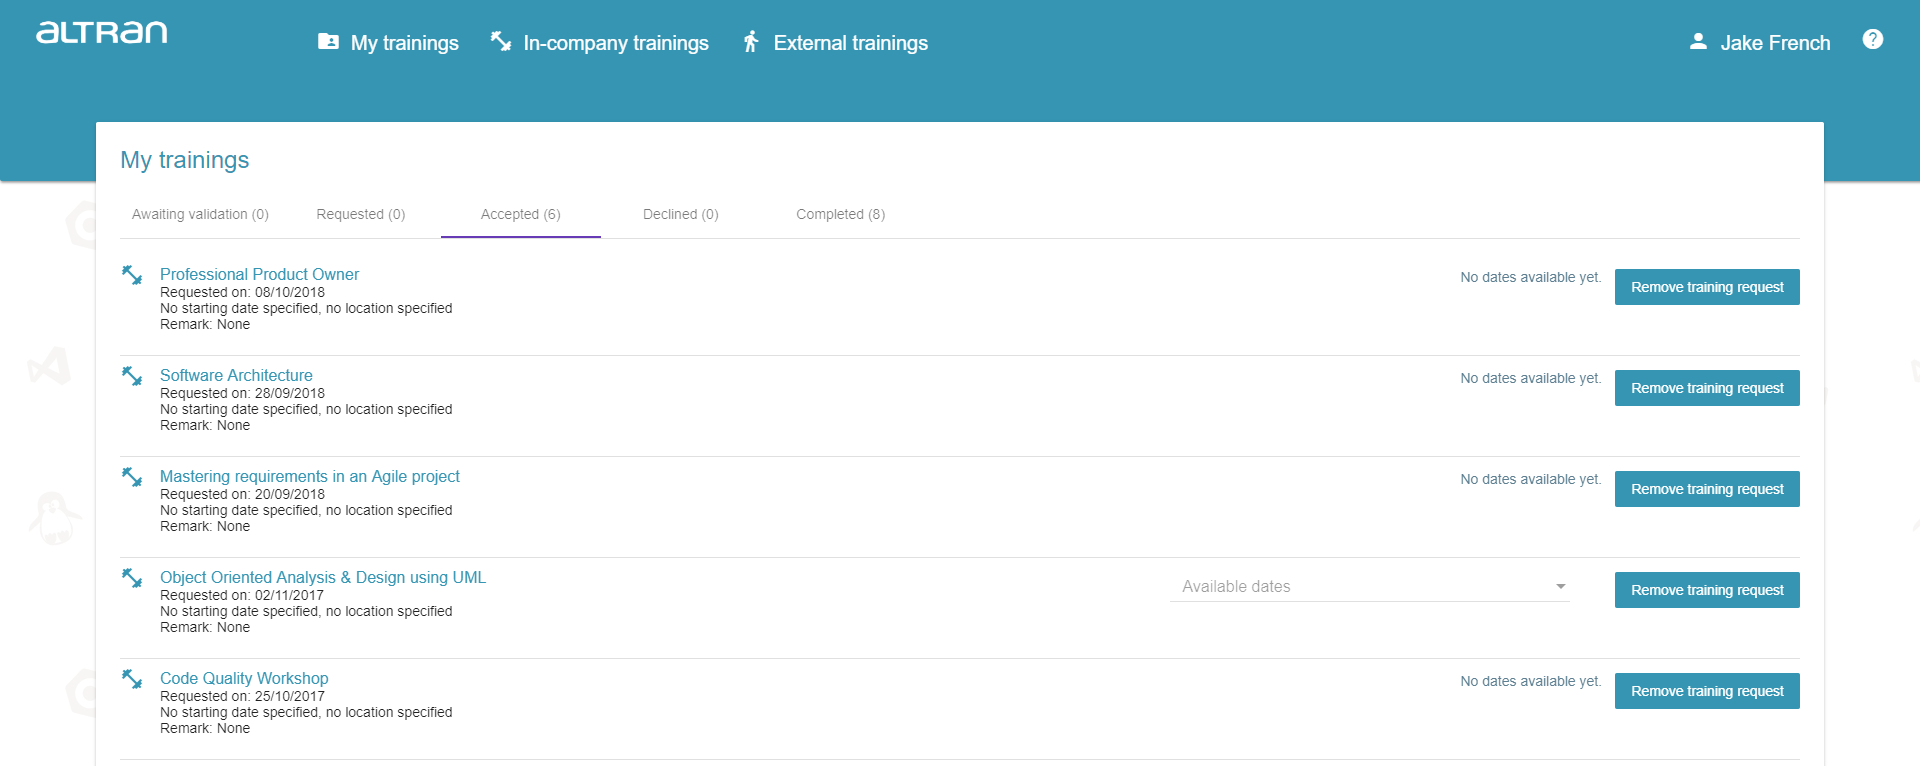 aLTRan
My trainings
In-company trainings
External trainings
Jake French
?
My trainings
Awaiting validation (0)
Requested (0)
Accepted (6)
Declined (0)
Completed (8)
Professional Product Owner
Requested on: 08/10/2018
No starting date specified, no location specified
Remark: None
No dates available yet.
Remove training request
Software Architecture
Requested on: 28/09/2018
No starting date specified, no location specified
Remark: None
No dates available yet.
Remove training request
Mastering requirements in an Agile project
Requested on: 20/09/2018
No starting date specified, no location specified
Remark: None
No dates available yet.
Remove training request
Object Oriented Analysis & Design using UML
Requested on: 02/11/2017
No starting date specified, no location specified
Remark: None
Available dates
Remove training request
Code Quality Workshop
Requested on: 25/10/2017
No starting date specified, no location specified
Remark: None
No dates available yet.
Remove training request